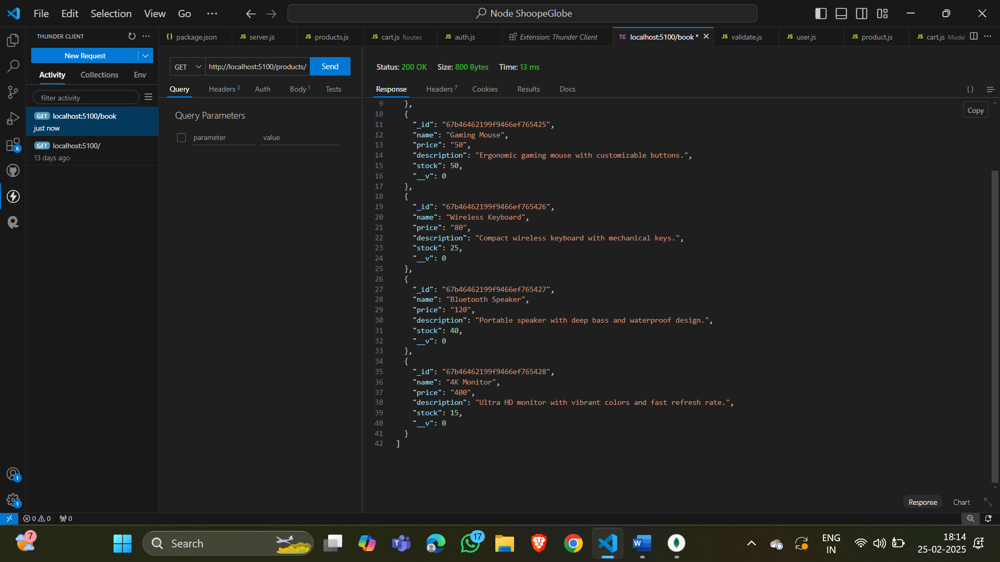 File Edit Selection View Go ···
Node ShoopeGlobe
THUNDER CLIENT ···
{} package.json
JS server.js
JS products.js
JS cart.js Routes
JS auth.js
Extension: Thunder Client
TC localhost:5100/book *
JS validate.js
JS user.js
JS product.js
JS cart.js Model ···
New Request
Activity Collections Env
filter activity
GET localhost:5100/book
just now
GET localhost:5100/
13 days ago
GET http://localhost:5100/products/ Send
Query Headers 3 Auth Body 1 Tests
Query Parameters
parameter value
Status: 200 OK Size: 800 Bytes Time: 13 ms
Response Headers 7 Cookies Results Docs {}
Copy
9 },
10 {
11 "_id": "67b46462199f9466ef765425",
12 "name": "Gaming Mouse",
13 "price": "50",
14 "description": "Ergonomic gaming mouse with customizable buttons.",
15 "stock": 50,
16 "__v": 0
17 },
18 {
19 "_id": "67b46462199f9466ef765426",
20 "name": "Wireless Keyboard",
21 "price": "80",
22 "description": "Compact wireless keyboard with mechanical keys.",
23 "stock": 25,
24 "__v": 0
25 },
26 {
27 "_id": "67b46462199f9466ef765427",
28 "name": "Bluetooth Speaker",
29 "price": "120",
30 "description": "Portable speaker with deep bass and waterproof design.",
31 "stock": 40,
32 "__v": 0
33 },
34 {
35 "_id": "67b46462199f9466ef765428",
36 "name": "4K Monitor",
37 "price": "400",
38 "description": "Ultra HD monitor with vibrant colors and fast refresh rate.",
39 "stock": 15,
40 "__v": 0
41 }
42 ]
Response Chart
6
1
1
0 0 0
7
Search
17
ENG
IN
18:14
25-02-2025